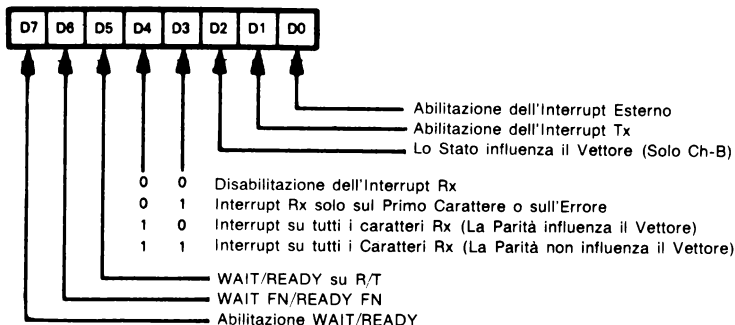 D7 D6 D5 D4 D3 D2 D1 D0
Abilitazione dell'Interrupt Esterno
Abilitazione dell'Interrupt Tx
Lo Stato influenza il Vettore (Solo Ch-B)
0 0 Disabilitazione dell'Interrupt Rx
0 1 Interrupt Rx solo sul Primo Carattere o sull'Errore
1 0 Interrupt su tutti i caratteri Rx (La Parità influenza il Vettore)
1 1 Interrupt su tutti i Caratteri Rx (La Parità non influenza il Vettore)
WAIT/READY su R/T
WAIT FN/READY FN
Abilitazione WAIT/READY